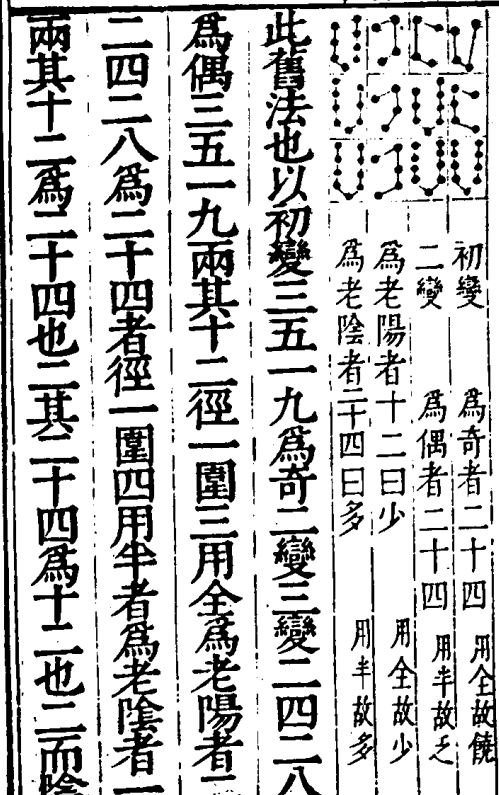 初變　爲奇者二十四　用全故饒
二變　爲偶者二十四　用半故乏
爲老陽者十二曰少　用全故少
爲老陰者二十四曰多　用半故多
此舊法也以初變三五一九爲奇二變三變二四二八
爲偶三五一九兩其十二徑一圍三用全爲老陽者
二四二八爲二十四者徑一圍四用半者爲老陰者一
兩其十二爲二十四也二其二十四爲十二也二而陰